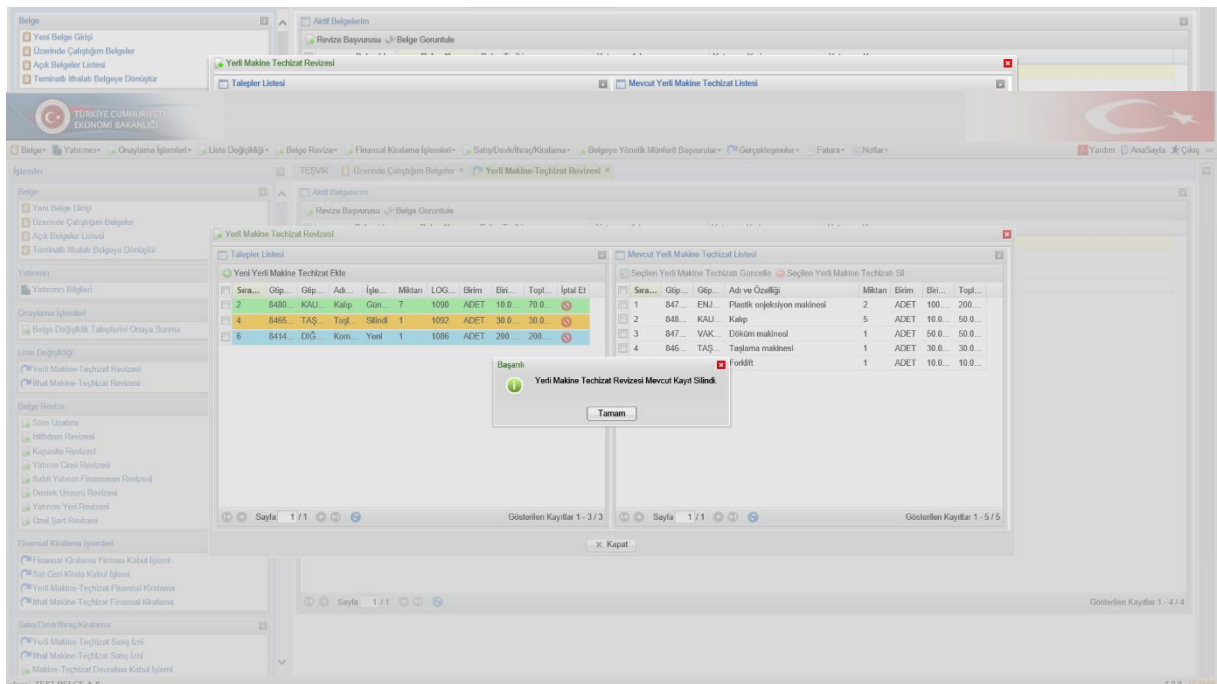 Belge
Yeni Belge Girişi
Üzerinde Çalıştığım Belgeler
Açık Belgeler Listesi
Teminatlı İthalatı Belgeye Dönüştür
Aktif Belgelerim
Revize Başvurusu Belge Goruntule
Yerli Makine Techizat Revizesi
Talepler Listesi
Mevcut Yerli Makine Techizat Listesi
TÜRKİYE CUMHURİYETİ
EKONOMİ BAKANLIĞI
Belge Yatırımcı Onaylama İşlemleri Liste Değişikliği Belge Revize Finansal Kiralama İşlemleri Satış/Devir/İhraç/Kiralama Belgeye Yönelik Münferit Başvurular Gerçekleşmeler Fatura Notlar Yardım AnaSayfa Çıkış
İşlemler
TEŞVİK Üzerinde Çalıştığım Belgeler Yerli Makine-Teçhizat Revizesi
Belge
Yeni Belge Girişi
Üzerinde Çalıştığım Belgeler
Açık Belgeler Listesi
Teminatlı İthalatı Belgeye Dönüştür
Yatırımcı
Yatırımcı Bilgileri
Onaylama İşlemleri
Belge Değişiklik Taleplerini Onaya Sunma
Liste Değişikliği
Yerli Makine-Teçhizat Revizesi
İthal Makine-Teçhizat Revizesi
Belge Revize
Süre Uzatımı
İstihdam Revizesi
Kapasite Revizesi
Yatırım Cinsi Revizesi
Sabit Yatırım Finansman Revizesi
Destek Unsuru Revizesi
Yatırım Yeri Revizesi
Özel Şart Revizesi
Finansal Kiralama İşlemleri
Finansal Kiralama Firması Kabul İşlemi
Sat-Geri Kirala Kabul İşlemi
Yerli Makine-Teçhizat Finansal Kiralama
İthal Makine-Teçhizat Finansal Kiralama
Satış/Devir/İhraç/Kiralama
Yerli Makine-Teçhizat Satış İzni
İthal Makine-Teçhizat Satış İzni
Makine-Teçhizat Devralma Kabul İşlemi
Aktif Belgelerim
Revize Başvurusu Belge Goruntule
Yerli Makine Techizat Revizesi
Talepler Listesi
Yeni Yerli Makine Techizat Ekle
Sıra... Gtip... Gtip... Adı... İşle... Miktarı LOG... Birim Biri... Topl... İptal Et
2 8480... KAU... Kalıp Gün... 7 1090 ADET 10.0... 70.0...
4 8465... TAŞ... Taşl... Silindi 1 1092 ADET 30.0... 30.0...
6 8414... DİĞ... Kom... Yeni 1 1086 ADET 200.... 200....
Sayfa 1 / 1 Gösterilen Kayıtlar 1 - 3 / 3
Mevcut Yerli Makine Techizat Listesi
Seçilen Yerli Makine Techizatı Güncelle Seçilen Yerli Makine Techizatı Sil
Sıra... Gtip... Gtip... Adı ve Özelliği Miktarı Birim Biri... Topl...
1 847... ENJ... Plastik enjeksiyon makinesi 2 ADET 100.... 200....
2 848... KAU... Kalıp 5 ADET 10.0... 50.0...
3 847... VAK... Döküm makinesi 1 ADET 50.0... 50.0...
4 846... TAŞ... Taşlama makinesi 1 ADET 30.0... 30.0...
Forklift 1 ADET 10.0... 10.0...
Sayfa 1 / 1 Gösterilen Kayıtlar 1 - 5 / 5
Başarılı
Yerli Makine Techizat Revizesi Mevcut Kayıt Silindi.
Tamam
Kapat
Sayfa 1 / 1 Gösterilen Kayıtlar 1 - 4 / 4